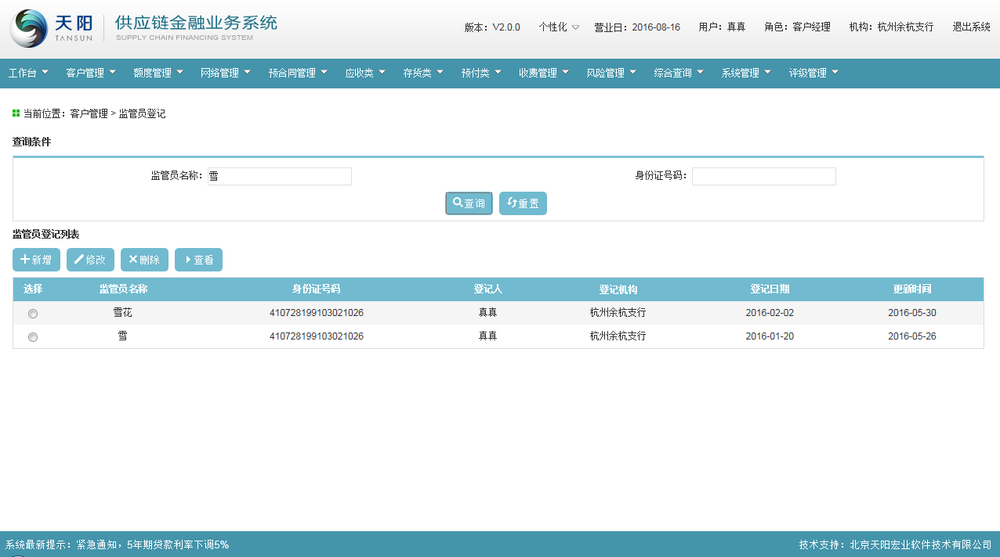 天阳 供应链金融业务系统
TANSUN SUPPLY CHAIN FINANCING SYSTEM
版本：V2.0.0 个性化 营业日：2016-08-16 用户：真真 角色：客户经理 机构：杭州余杭支行 退出系统
工作台 客户管理 额度管理 网络管理 预合同管理 应收类 存货类 预付类 收费管理 风险管理 综合查询 系统管理 评级管理
当前位置：客户管理 > 监管员登记
查询条件
监管员名称：雪 身份证号码：
查询 重置
监管员登记列表
新增 修改 删除 查看
选择 监管员名称 身份证号码 登记人 登记机构 登记日期 更新时间
雪花 410728199103021026 真真 杭州余杭支行 2016-02-02 2016-05-30
雪 410728199103021026 真真 杭州余杭支行 2016-01-20 2016-05-26
系统最新提示：紧急通知，5年期贷款利率下调5% 技术支持：北京天阳宏业软件技术有限公司